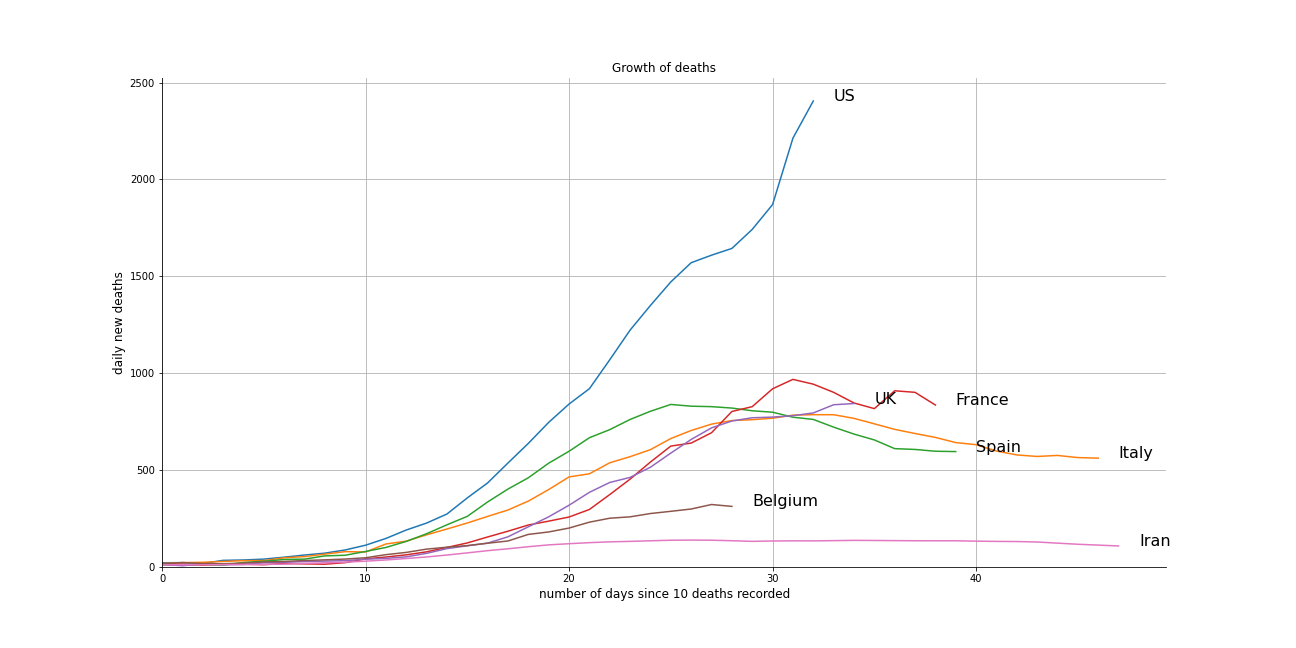 Growth of deaths
daily new deaths
2500
2000
1500
1000
500
0
US
UK
France
Spain
Italy
Belgium
Iran
0 10 20 30 40
number of days since 10 deaths recorded